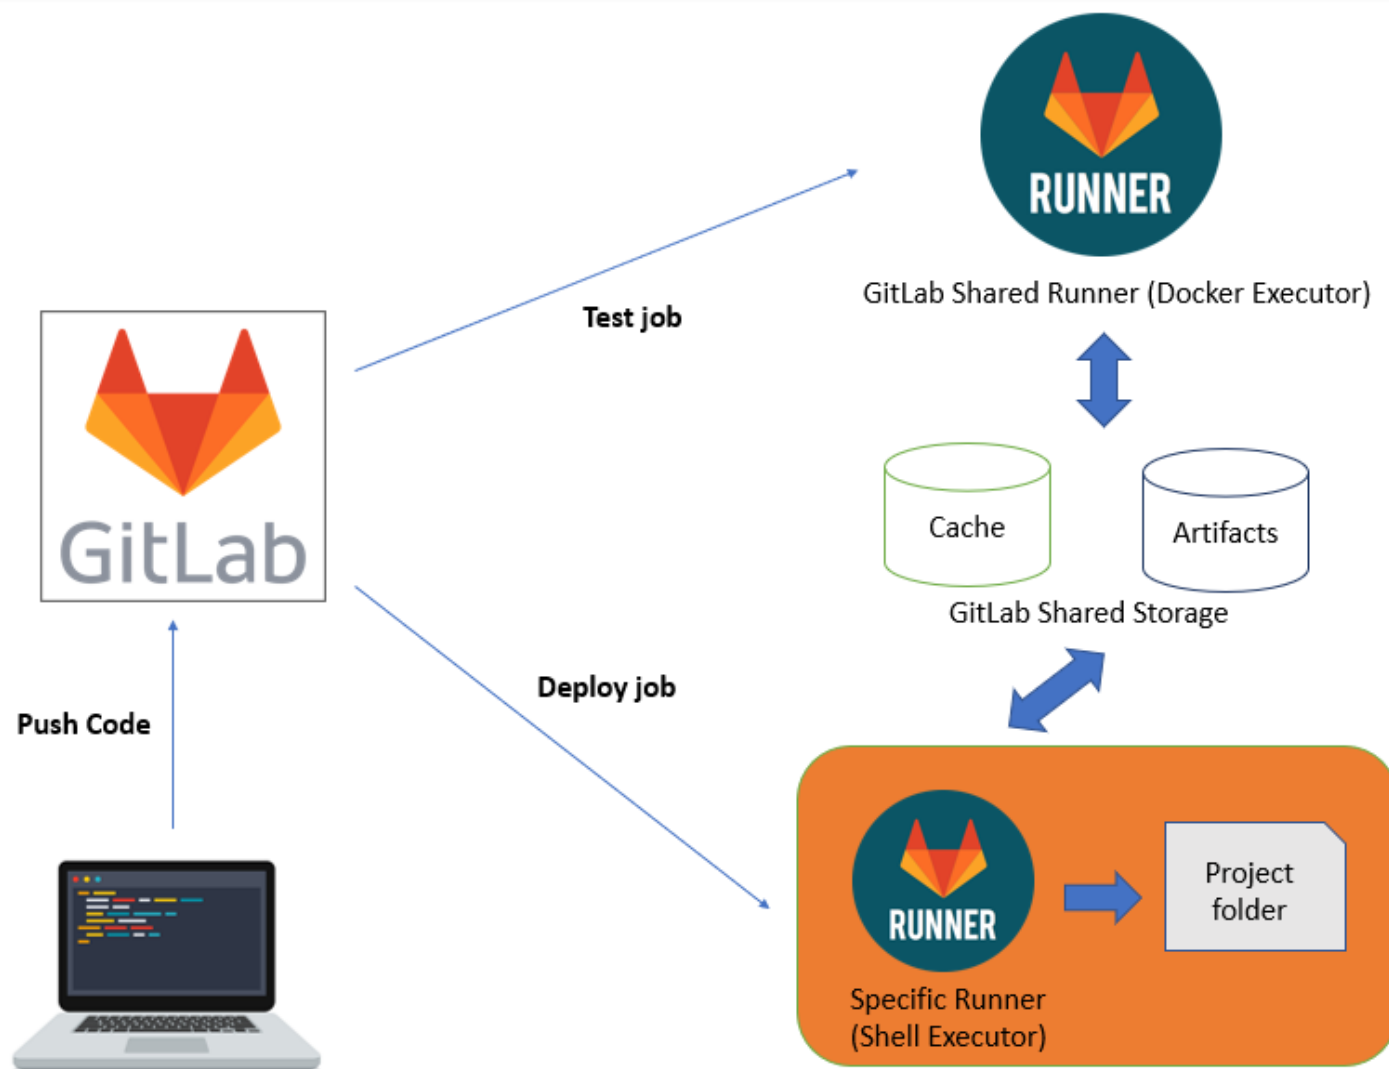 RUNNER
GitLab Shared Runner (Docker Executor)
Test job
GitLab
Cache
Artifacts
GitLab Shared Storage
Deploy job
Push Code
RUNNER
Project
folder
Specific Runner
(Shell Executor)